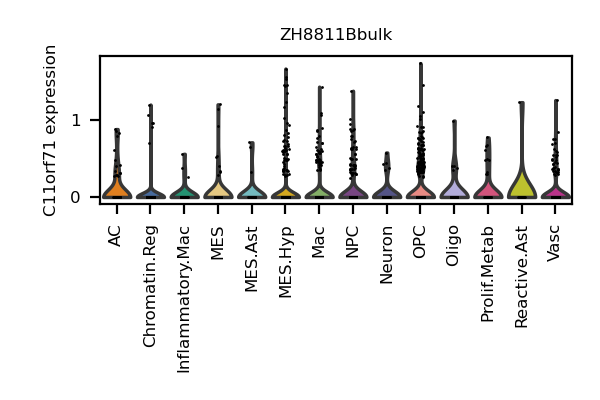 ZH8811Bbulk
C11orf71 expression
1
0
AC
Chromatin.Reg
Inflammatory.Mac
MES
MES.Ast
MES.Hyp
Mac
NPC
Neuron
OPC
Oligo
Prolif.Metab
Reactive.Ast
Vasc